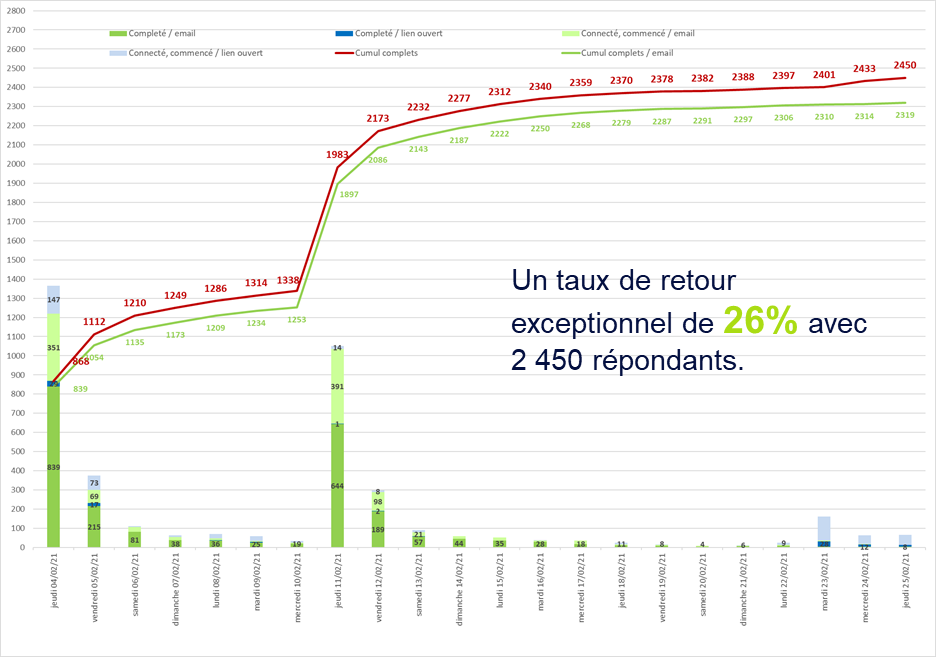 2800
2700
2600
2500
2400
2300
2200
2100
2000
1900
1800
1700
1600
1500
1400
1300
1200
1100
1000
900
800
700
600
500
400
300
200
100
0
Completé / email
Completé / lien ouvert
Connecté, commencé / email
Connecté, commencé / lien ouvert
Cumul complets
Cumul complets / email
868 1112 1210 1249 1286 1314 1338 1983 2173 2232 2277 2312 2340 2359 2370 2378 2382 2388 2397 2401 2433 2450
839 1054 1135 1173 1209 1234 1253 1897 2086 2143 2187 2222 2250 2268 2279 2287 2291 2297 2306 2310 2314 2319
Un taux de retour
exceptionnel de 26% avec
2 450 répondants.
147 73 14 8
351 69 391 98 21
17 1 2
839 215 81 38 36 25 19 644 189 57 44 35 28 18 11 8 4 6 9 12 8
jeudi 04/02/21
vendredi 05/02/21
samedi 06/02/21
dimanche 07/02/21
lundi 08/02/21
mardi 09/02/21
mercredi 10/02/21
jeudi 11/02/21
vendredi 12/02/21
samedi 13/02/21
dimanche 14/02/21
lundi 15/02/21
mardi 16/02/21
mercredi 17/02/21
jeudi 18/02/21
vendredi 19/02/21
samedi 20/02/21
dimanche 21/02/21
lundi 22/02/21
mardi 23/02/21
mercredi 24/02/21
jeudi 25/02/21